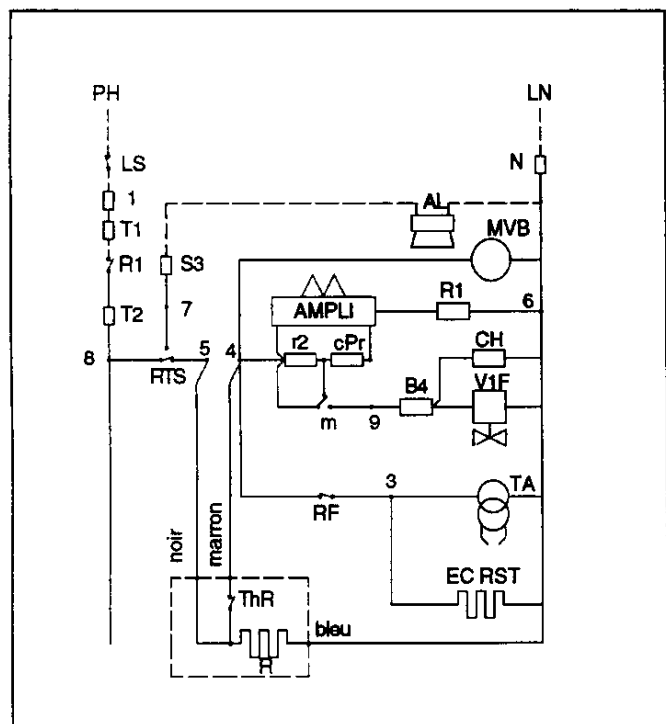 PH LN
LS
N
1
AL
T1
MVB
R1
S3
R1
6
AMPLI
T2
7
r2 cPr
CH
8
5
4
RTS
B4
V1F
m
9
3
TA
RF
noir
marron
EC RST
ThR
bleu